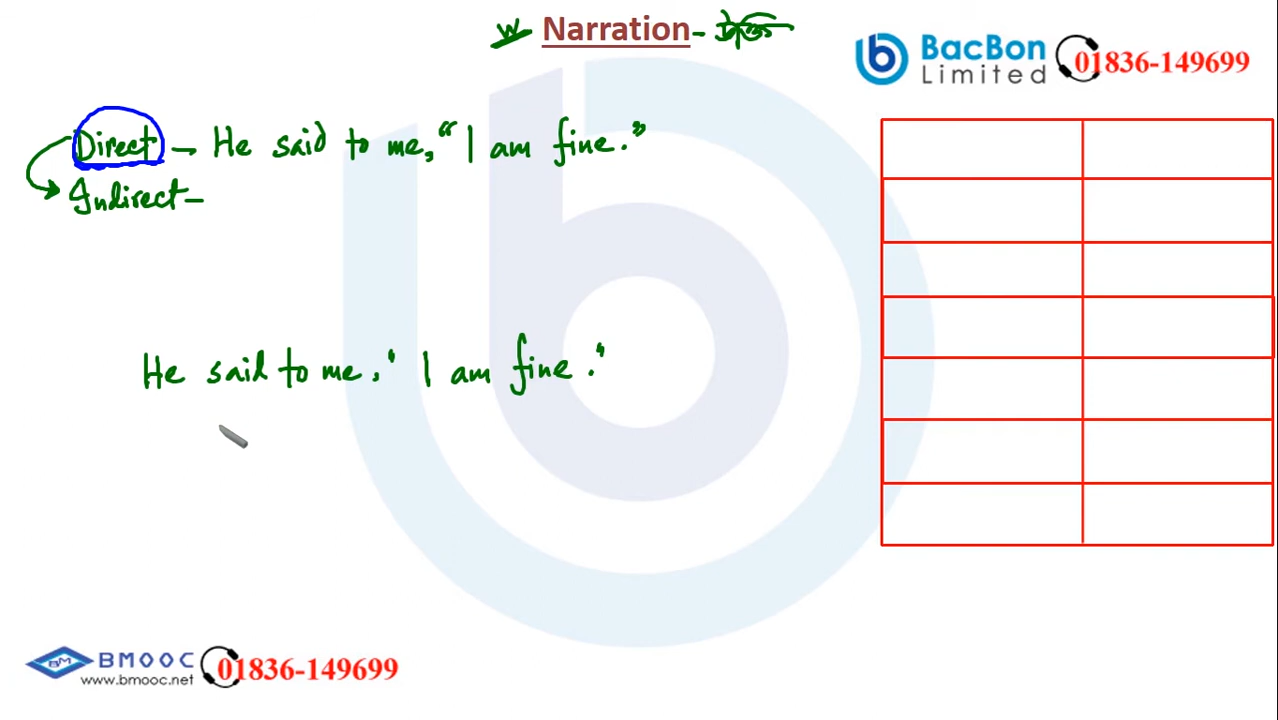 Narration-
BacBon
Limited
01836-149699
Direct - He said to me, “I am fine.”
Indirect -
He said to me, ' I am fine .'
BMOOC
www.bmooc.net
01836-149699